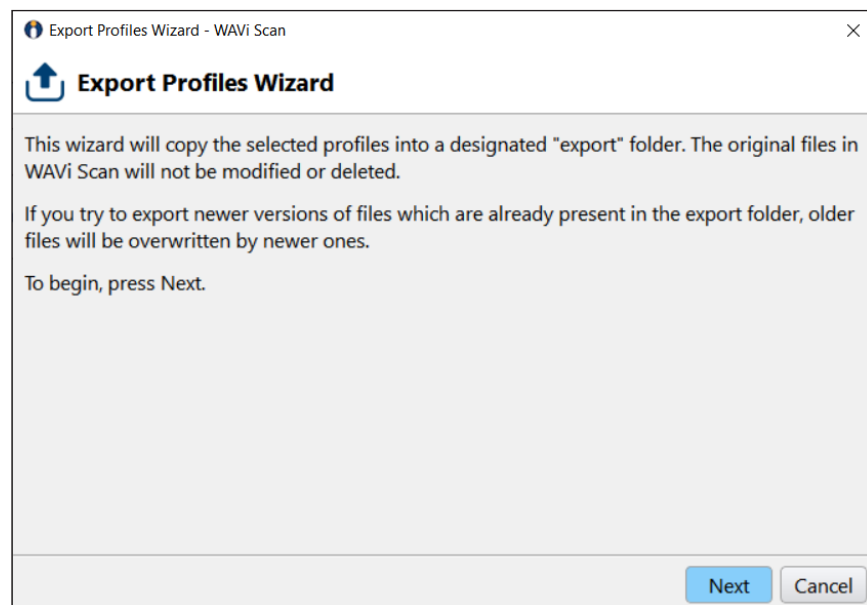 Export Profiles Wizard - WAVi Scan
Export Profiles Wizard
This wizard will copy the selected profiles into a designated "export" folder. The original files in
WAVi Scan will not be modified or deleted.
If you try to export newer versions of files which are already present in the export folder, older
files will be overwritten by newer ones.
To begin, press Next.
Next Cancel